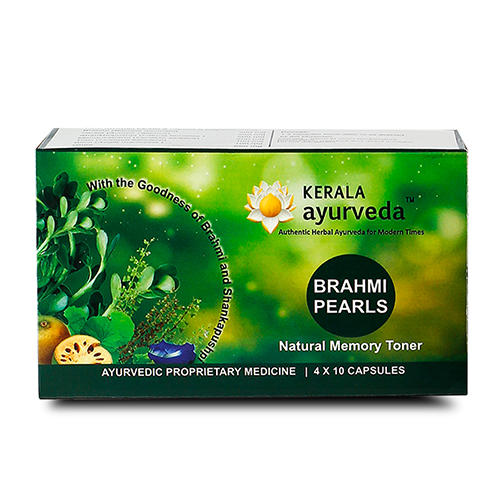 With the Goodness of Brahmi and Shankapushpi
KERALA
ayurveda™
Authentic Herbal Ayurveda for Modern Times
BRAHMI
PEARLS
Natural Memory Toner
AYURVEDIC PROPRIETARY MEDICINE | 4 X 10 CAPSULES